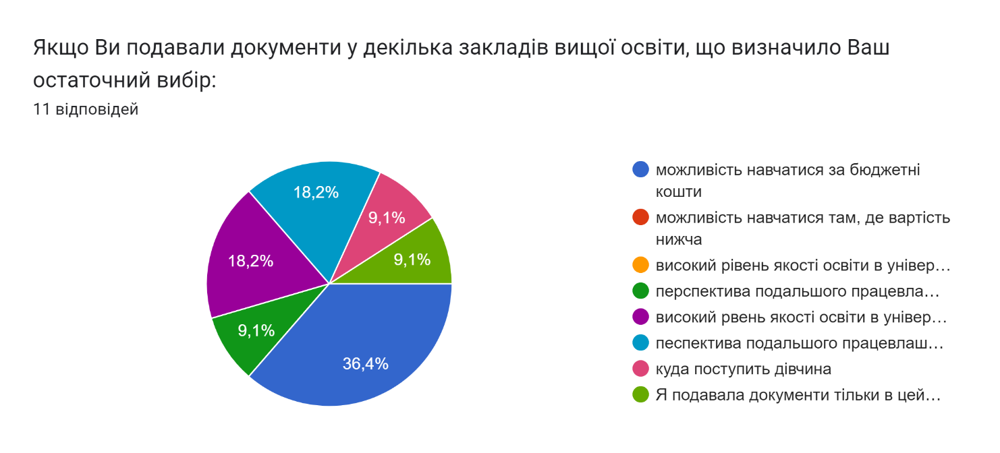 Якщо Ви подавали документи у декілька закладів вищої освіти, що визначило Ваш
остаточний вибір:
11 відповідей
18,2%
9,1%
18,2%
9,1%
9,1%
36,4%
можливість навчатися за бюджетні
кошти
можливість навчатися там, де вартість
нижча
високий рівень якості освіти в універ…
перспектива подальшого працевла…
високий рвень якості освіти в універ…
песпектива подальшого працевлаш…
куда поступить дівчина
Я подавала документи тільки в цей…